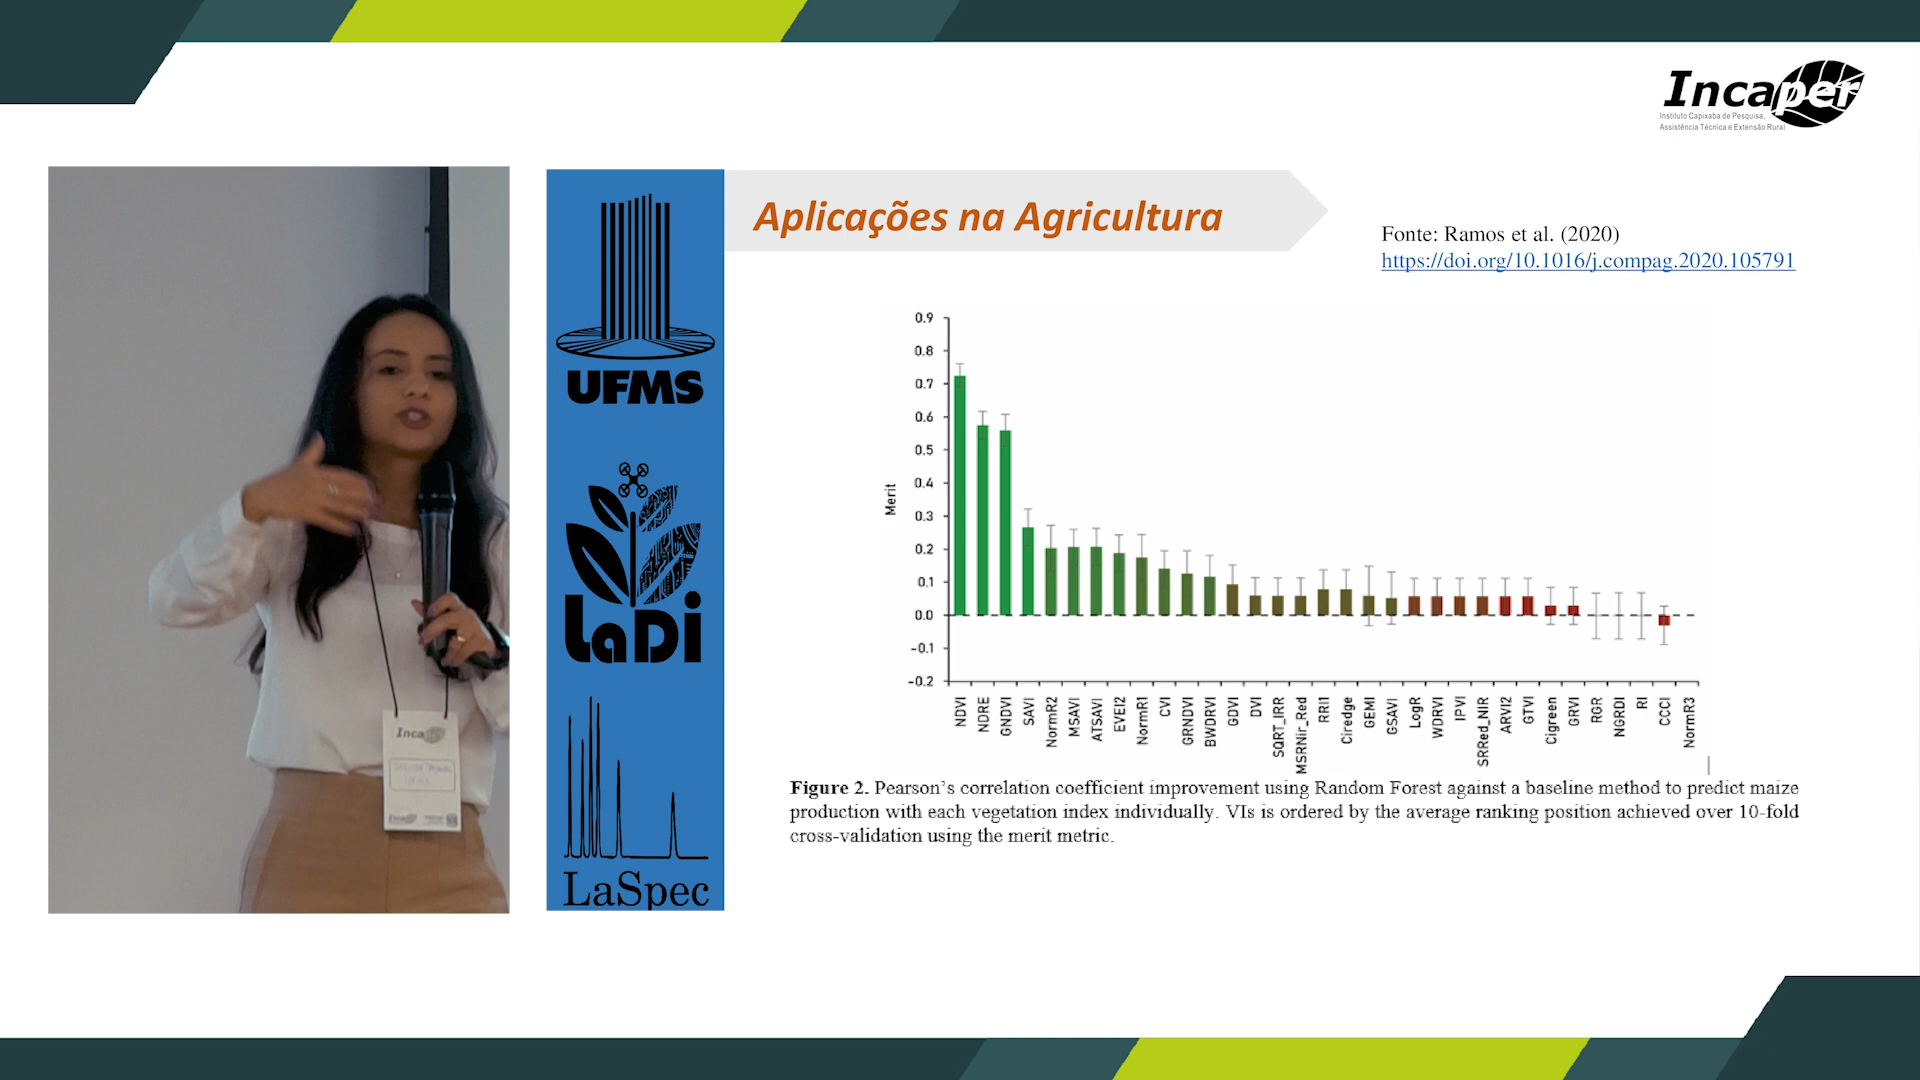 Incaper
Instituto Capixaba de Pesquisa,
Assistência Técnica e Extensão Rural
Aplicações na Agricultura
Fonte: Ramos et al. (2020)
https://doi.org/10.1016/j.compag.2020.105791
UFMS
LaDi
LaSpec
Incaper
0.9
0.8
0.7
0.6
0.5
0.4
0.3
0.2
0.1
0.0
-0.1
-0.2
Merit
NDVI
NDRE
GNDVI
SAVI
NormR2
MSAVI
ATSAVI
EVEI2
NormR1
CVI
GRNDVI
BWDRVI
GDVI
DVI
SQRT_IRR
MSRNir_Red
RRI1
Ciredge
GEMI
GSAVI
LogR
WDRVI
IPVI
SRRed_NIR
ARVI2
GTVI
Cigreen
GRVI
RGR
NGRDI
RI
CCCI
NormR3
Figure 2. Pearson's correlation coefficient improvement using Random Forest against a baseline method to predict maize
production with each vegetation index individually. VIs is ordered by the average ranking position achieved over 10-fold
cross-validation using the merit metric.